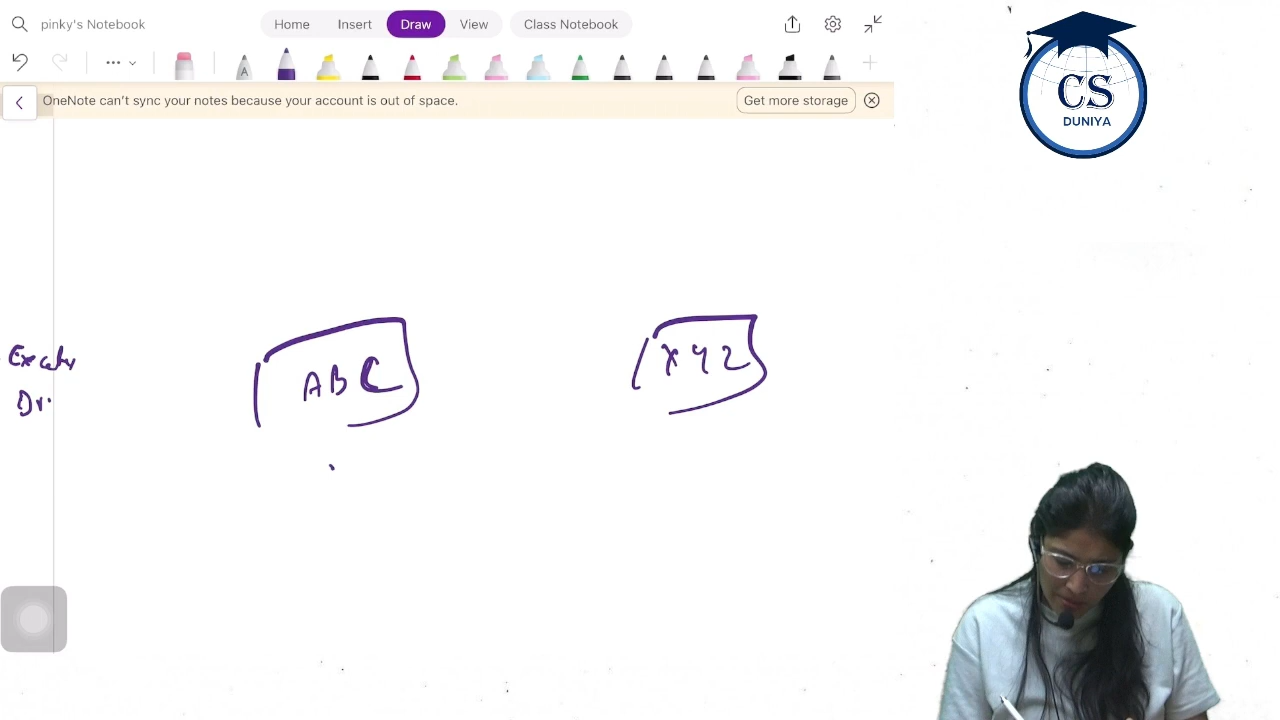 pinky's Notebook
Home Insert Draw View Class Notebook
A
OneNote can't sync your notes because your account is out of space.
Get more storage
CS
DUNIYA
ABC
XYZ
Dr.